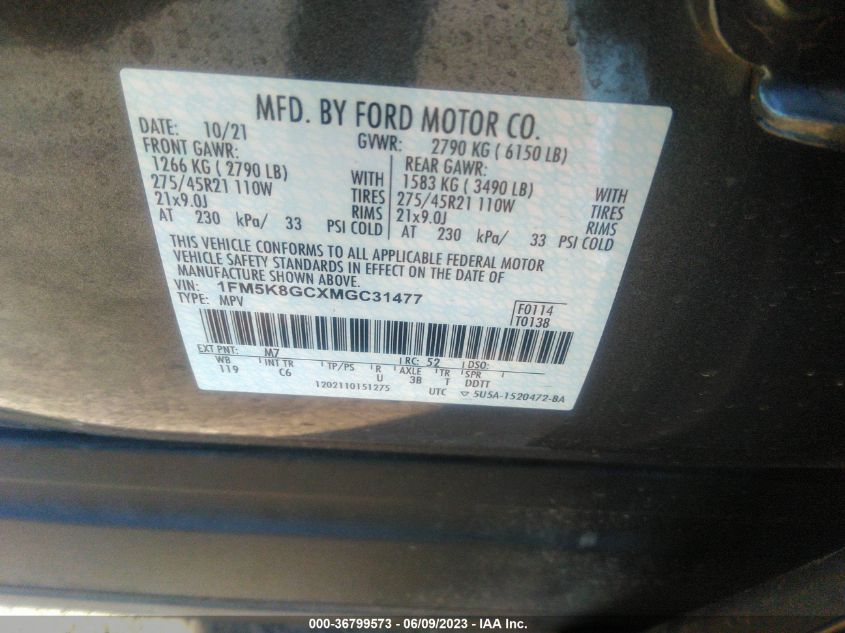 MFD. BY FORD MOTOR CO.
DATE: 10/21 GVWR: 2790 KG ( 6150 LB)
FRONT GAWR: REAR GAWR:
1266 KG ( 2790 LB) WITH 1583 KG ( 3490 LB) WITH
275/45R21 110W TIRES 275/45R21 110W TIRES
21x9.0J RIMS 21x9.0J RIMS
AT 230 kPa/ 33 PSI COLD AT 230 kPa/ 33 PSI COLD
THIS VEHICLE CONFORMS TO ALL APPLICABLE FEDERAL MOTOR
VEHICLE SAFETY STANDARDS IN EFFECT ON THE DATE OF
MANUFACTURE SHOWN ABOVE.
VIN: 1FM5K8GCXMGC31477
TYPE: MPV
F0114
T0138
EXT PNT: M7 RC: 52 DSO:
WB INT TR TP/PS R AXLE TR SPR
119 C6 U 3B T DDTT
1202110151275 UTC ▽ 5U5A-1520472-BA
000-36799573 - 06/09/2023 - IAA Inc.